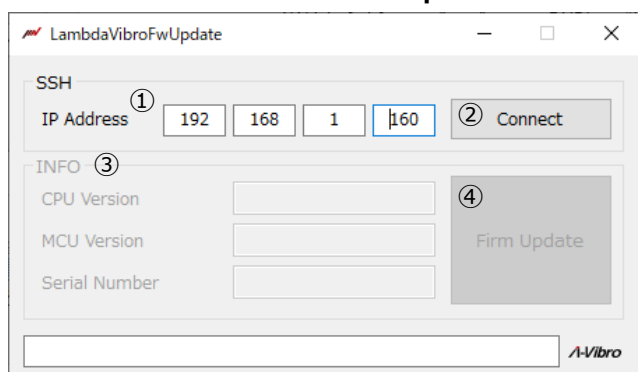 LambdaVibroFwUpdate
SSH
IP Address ① 192 168 1 160 ② Connect
INFO ③
CPU Version ④
MCU Version Firm Update
Serial Number
Λ-Vibro